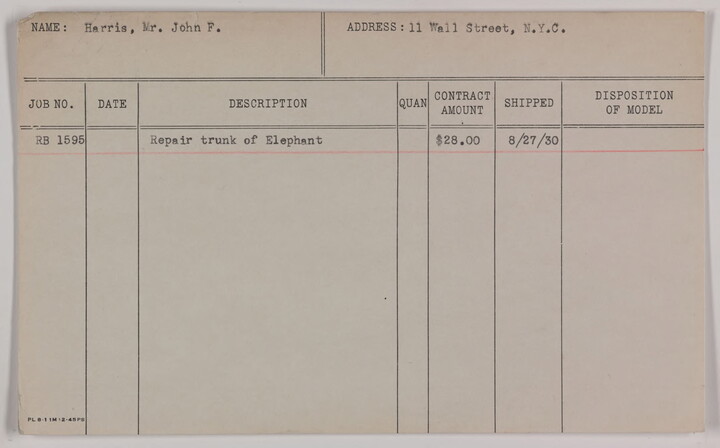 NAME: Harris, Mr. John F. ADDRESS: 11 Wall Street, N.Y.C.
JOB NO. DATE DESCRIPTION QUAN CONTRACT AMOUNT SHIPPED DISPOSITION OF MODEL
RB 1595 Repair trunk of Elephant $28.00 8/27/30